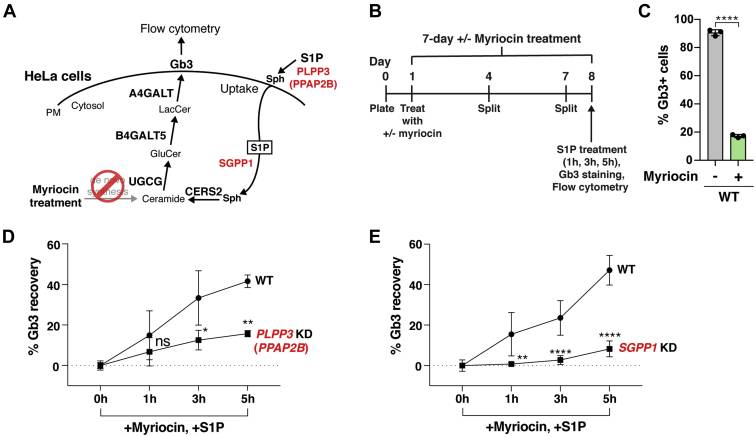 A
Flow cytometry
Gb3
S1P
HeLa cells
PLPP3
(PPAP2B)
Sph
A4GALT
Uptake
PM
Cytosol
LacCer
B4GALT5
S1P
SGPP1
GluCer
Myriocin
treatment
de novo
synthesis
UGCG
CERS2
Ceramide
Sph
B
7-day +/- Myriocin treatment
Day
0 1 4 7 8
Plate
Treat
with
+/- myriocin
Split
Split
S1P treatment
(1h, 3h, 5h),
Gb3 staining,
Flow cytometry
C
****
% Gb3+ cells
100
80
60
40
20
0
Myriocin - +
WT
D
% Gb3 recovery
60
40
20
0
WT
ns
*
**
PLPP3 KD
(PPAP2B)
0h 1h 3h 5h
+Myriocin, +S1P
E
% Gb3 recovery
60
40
20
0
WT
**
****
****
SGPP1 KD
0h 1h 3h 5h
+Myriocin, +S1P